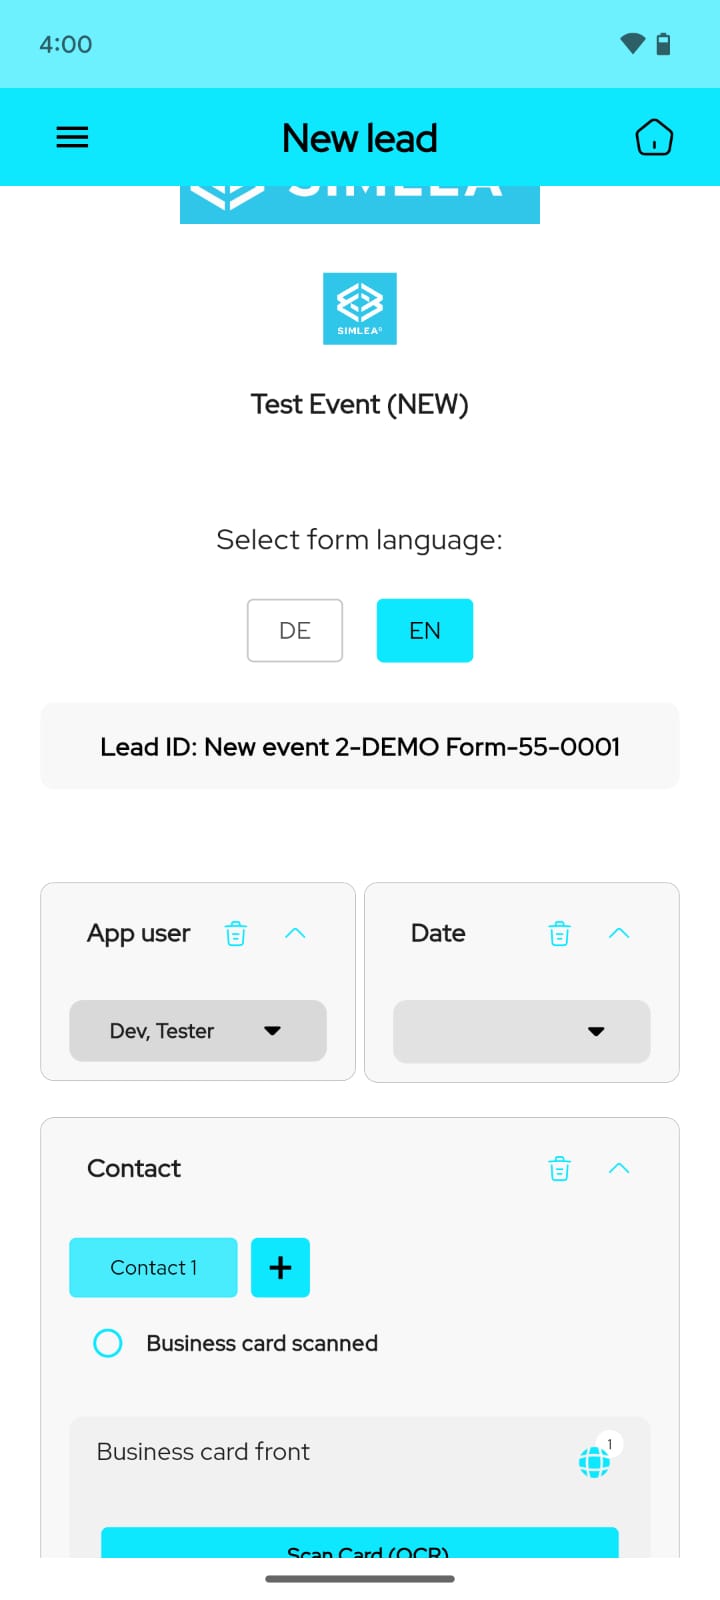 4:00
New lead
SIMLEA
SIMLEA®
Test Event (NEW)
Select form language:
DE
EN
Lead ID: New event 2-DEMO Form-55-0001
App user
Date
Dev, Tester
Contact
Contact 1
+
Business card scanned
Business card front
1
Scan Card (OCR)